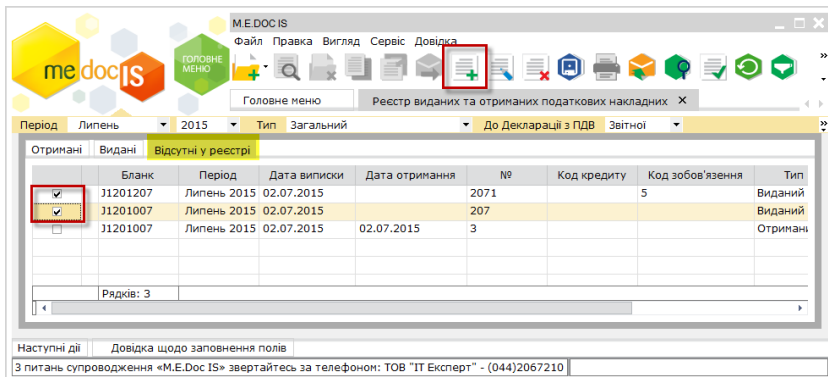 M.E.DOC IS
Файл Правка Вигляд Сервіс Довідка
me doc IS
ГОЛОВНЕ МЕНЮ
Головне меню Реєстр виданих та отриманих податкових накладних
Період Липень 2015 Тип Загальний До Декларації з ПДВ Звітної
Отримані Видані Відсутні у реєстрі
Бланк Період Дата виписки Дата отримання № Код кредиту Код зобов'язення Тип
J1201207 Липень 2015 02.07.2015 2071 5 Виданий
J1201007 Липень 2015 02.07.2015 207 Виданий
J1201007 Липень 2015 02.07.2015 02.07.2015 3 Отримани
Рядків: 3
Наступні дії Довідка щодо заповнення полів
З питань супроводження «M.E.Doc IS» звертайтесь за телефоном: ТОВ "ІТ Експерт" - (044)2067210